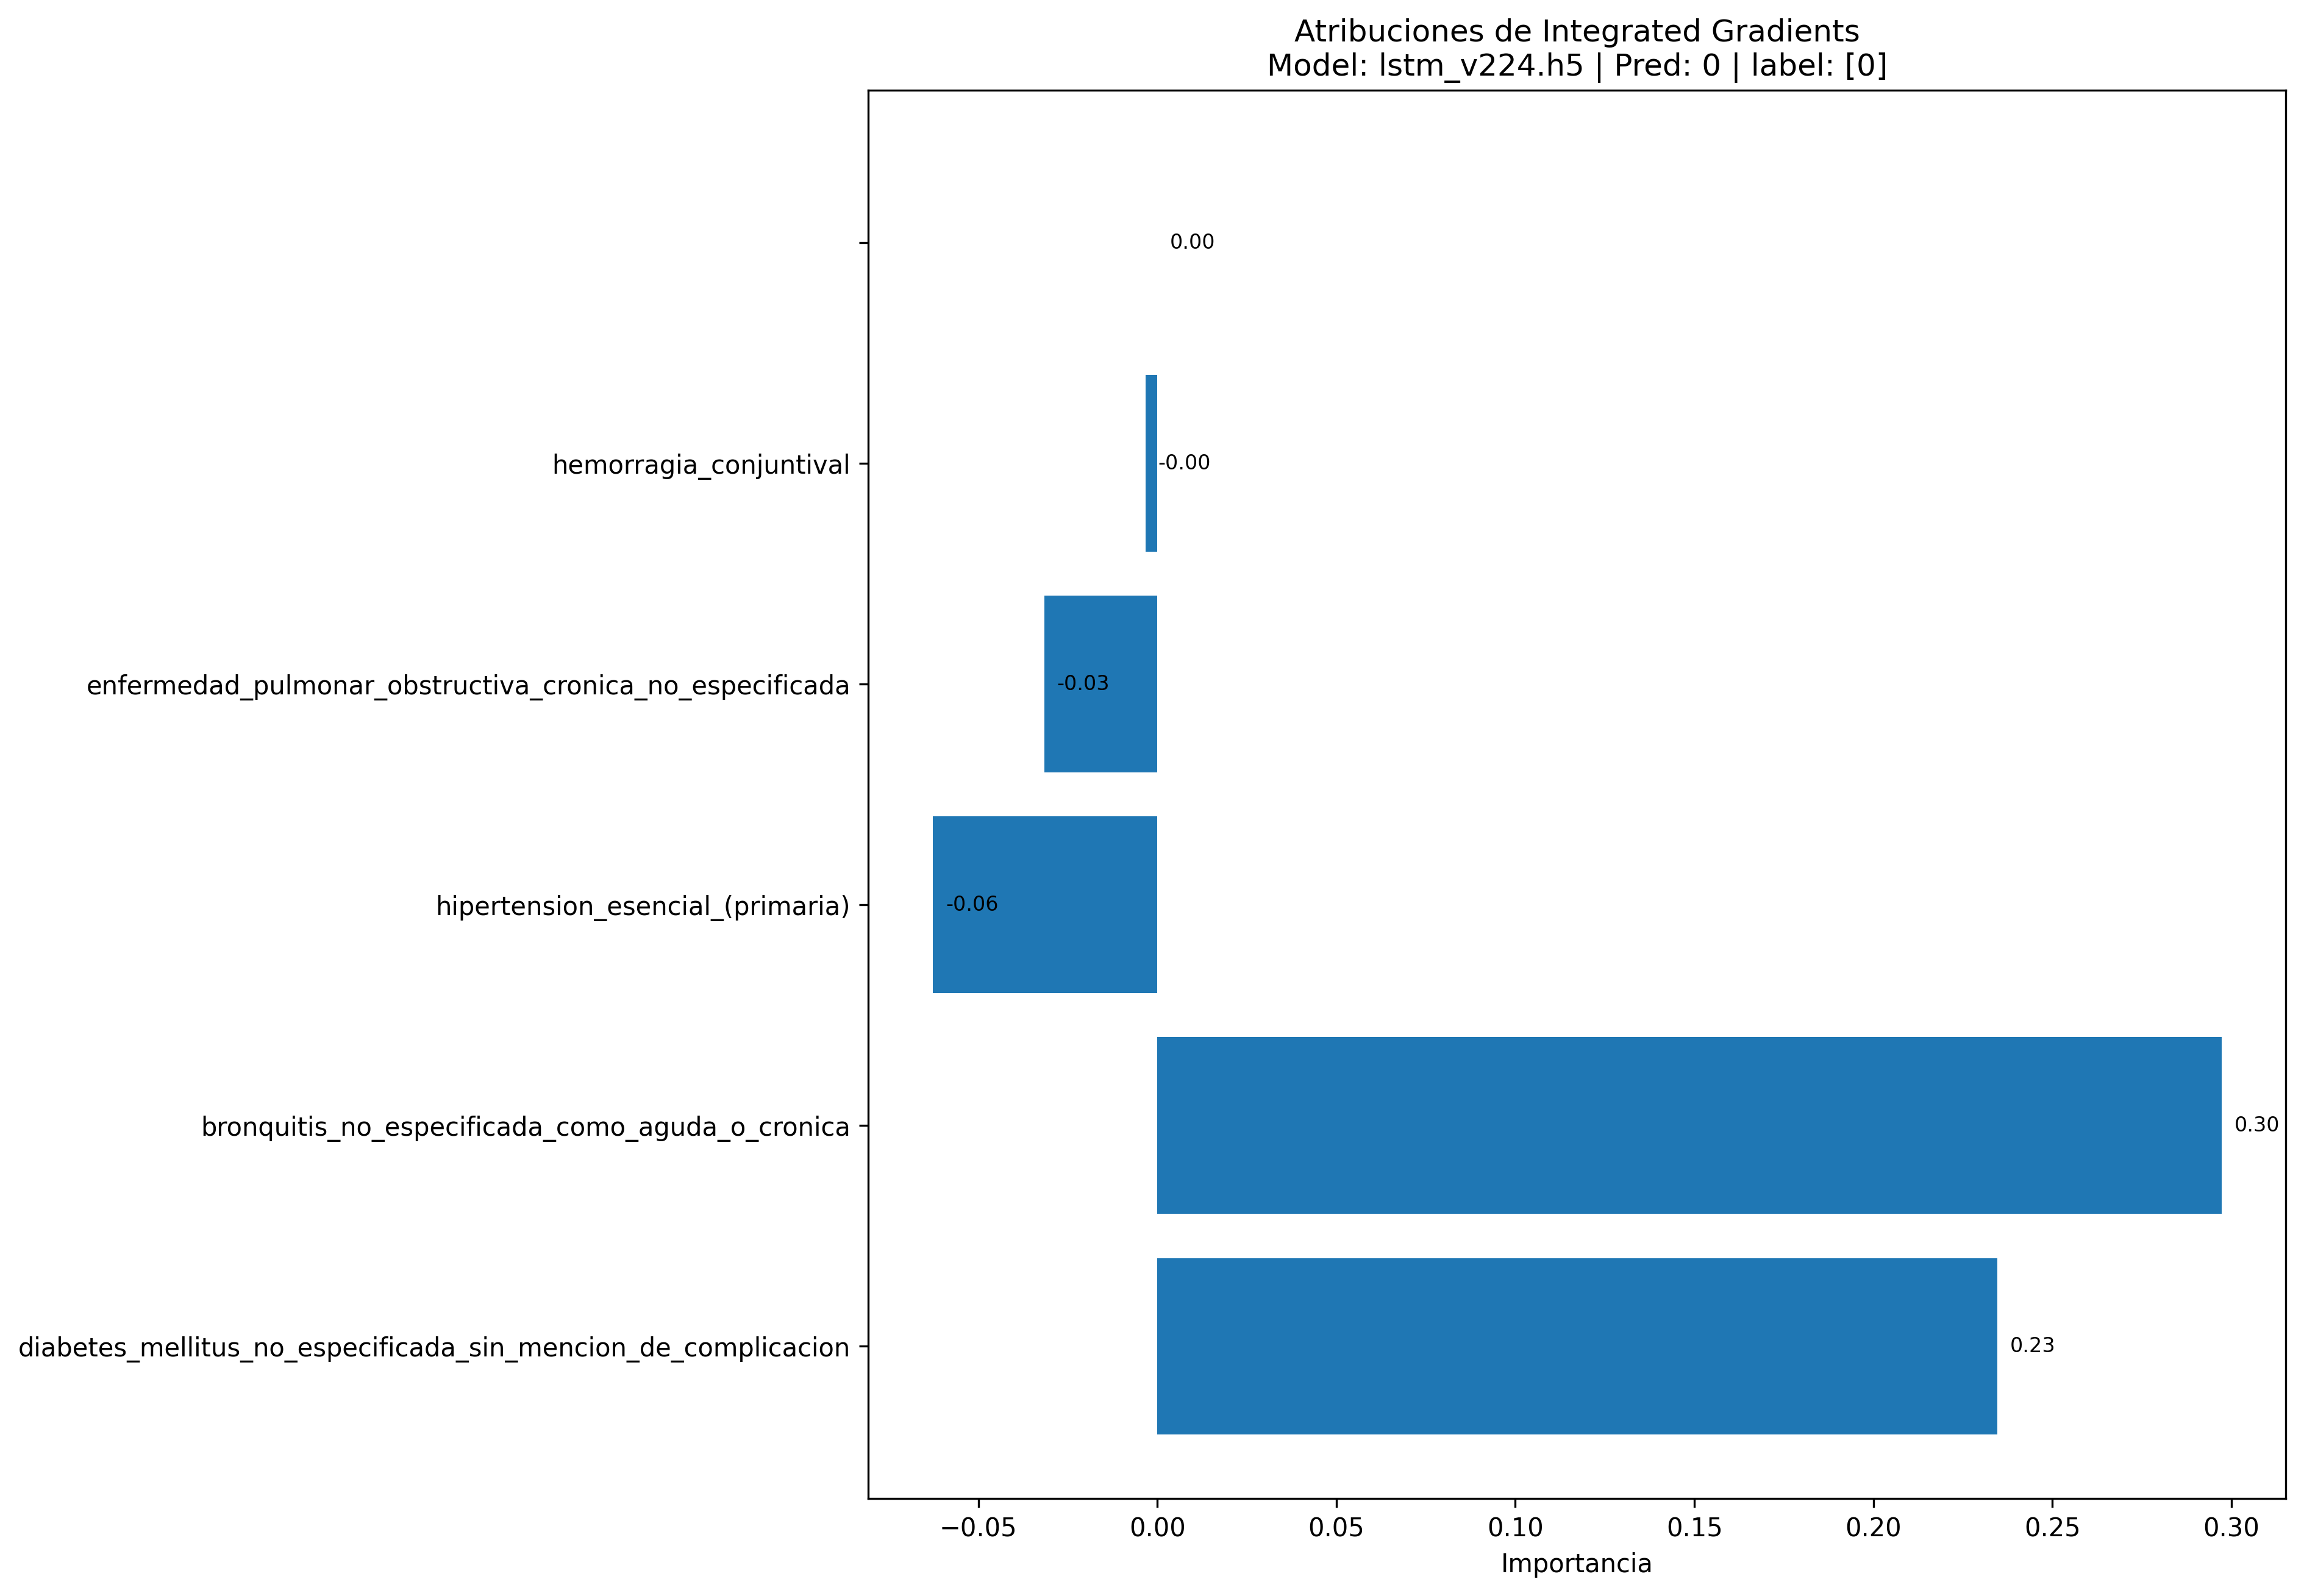 Atribuciones de Integrated Gradients
Model: lstm_v224.h5 | Pred: 0 | label: [0]
0.00
hemorragia_conjuntival
-0.00
enfermedad_pulmonar_obstructiva_cronica_no_especificada
-0.03
hipertension_esencial_(primaria)
-0.06
bronquitis_no_especificada_como_aguda_o_cronica
0.30
diabetes_mellitus_no_especificada_sin_mencion_de_complicacion
0.23
−0.05 0.00 0.05 0.10 0.15 0.20 0.25 0.30
Importancia